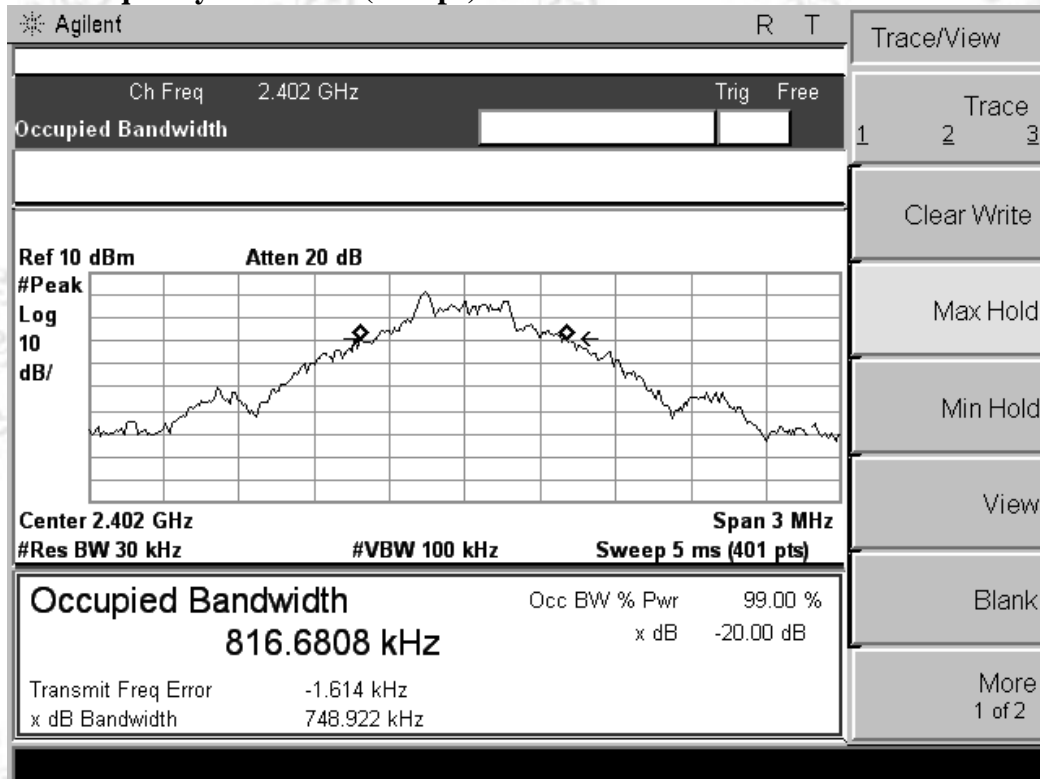 Agilent R T
Trace/View
Ch Freq 2.402 GHz Trig Free
Occupied Bandwidth
Trace
1 2 3
Clear Write
Ref 10 dBm Atten 20 dB
#Peak
Log
10
dB/
Max Hold
Min Hold
View
Center 2.402 GHz Span 3 MHz
#Res BW 30 kHz #VBW 100 kHz Sweep 5 ms (401 pts)
Occupied Bandwidth
816.6808 kHz
Occ BW % Pwr 99.00 %
x dB -20.00 dB
Transmit Freq Error -1.614 kHz
x dB Bandwidth 748.922 kHz
Blank
More
1 of 2